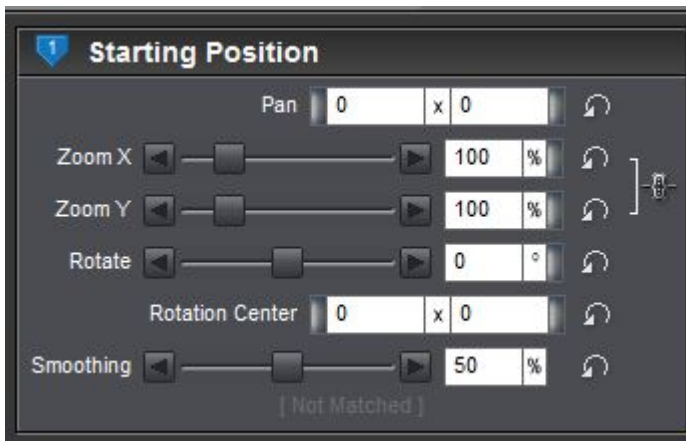 1 Starting Position
Pan 0 x 0
Zoom X 100 %
Zoom Y 100 %
Rotate 0 °
Rotation Center 0 x 0
Smoothing 50 %
[ Not Matched ]